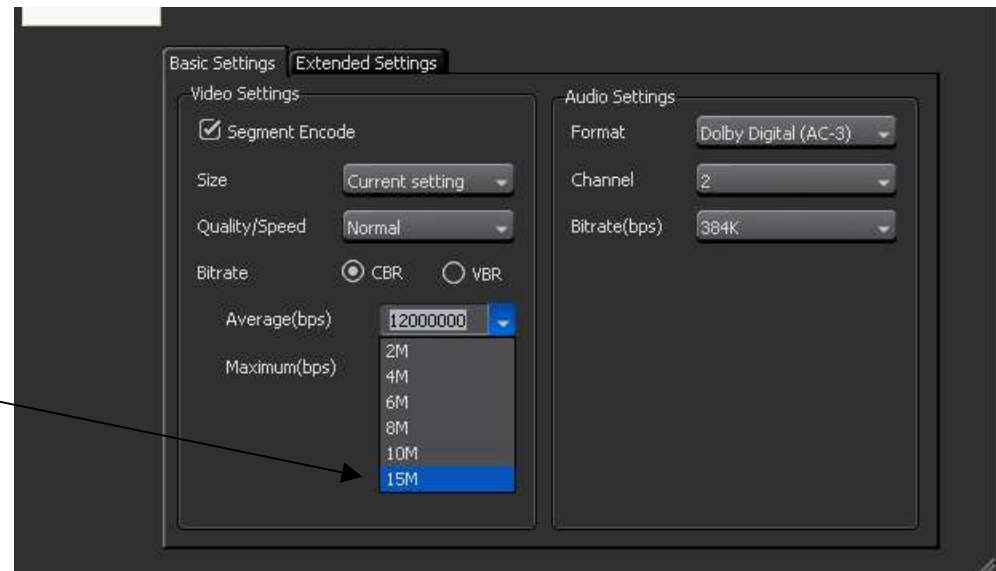 Basic Settings Extended Settings
Video Settings
Segment Encode
Size Current setting
Quality/Speed Normal
Bitrate CBR VBR
Average(bps) 12000000
Maximum(bps)
2M
4M
6M
8M
10M
15M
Audio Settings
Format Dolby Digital (AC-3)
Channel 2
Bitrate(bps) 384K